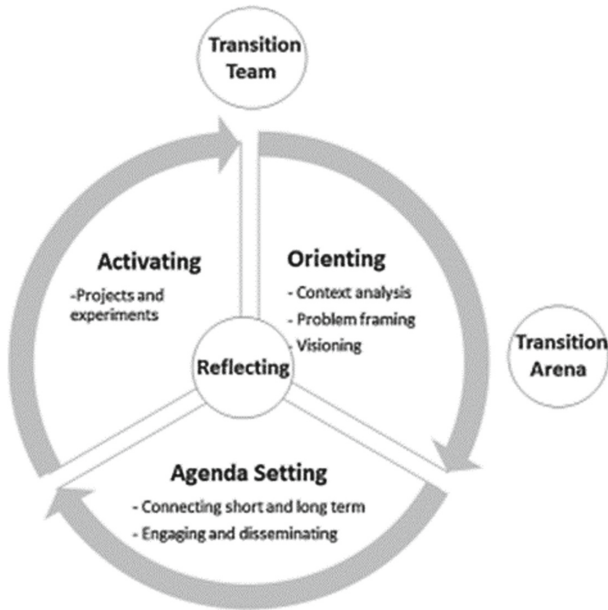 Transition
Team
Activating
-Projects and
experiments
Orienting
- Context analysis
- Problem framing
- Visioning
Transition
Arena
Reflecting
Agenda Setting
- Connecting short and long term
- Engaging and disseminating